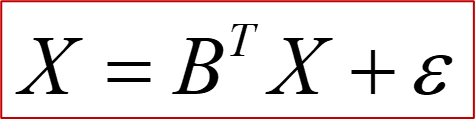 X = B^T X + ε